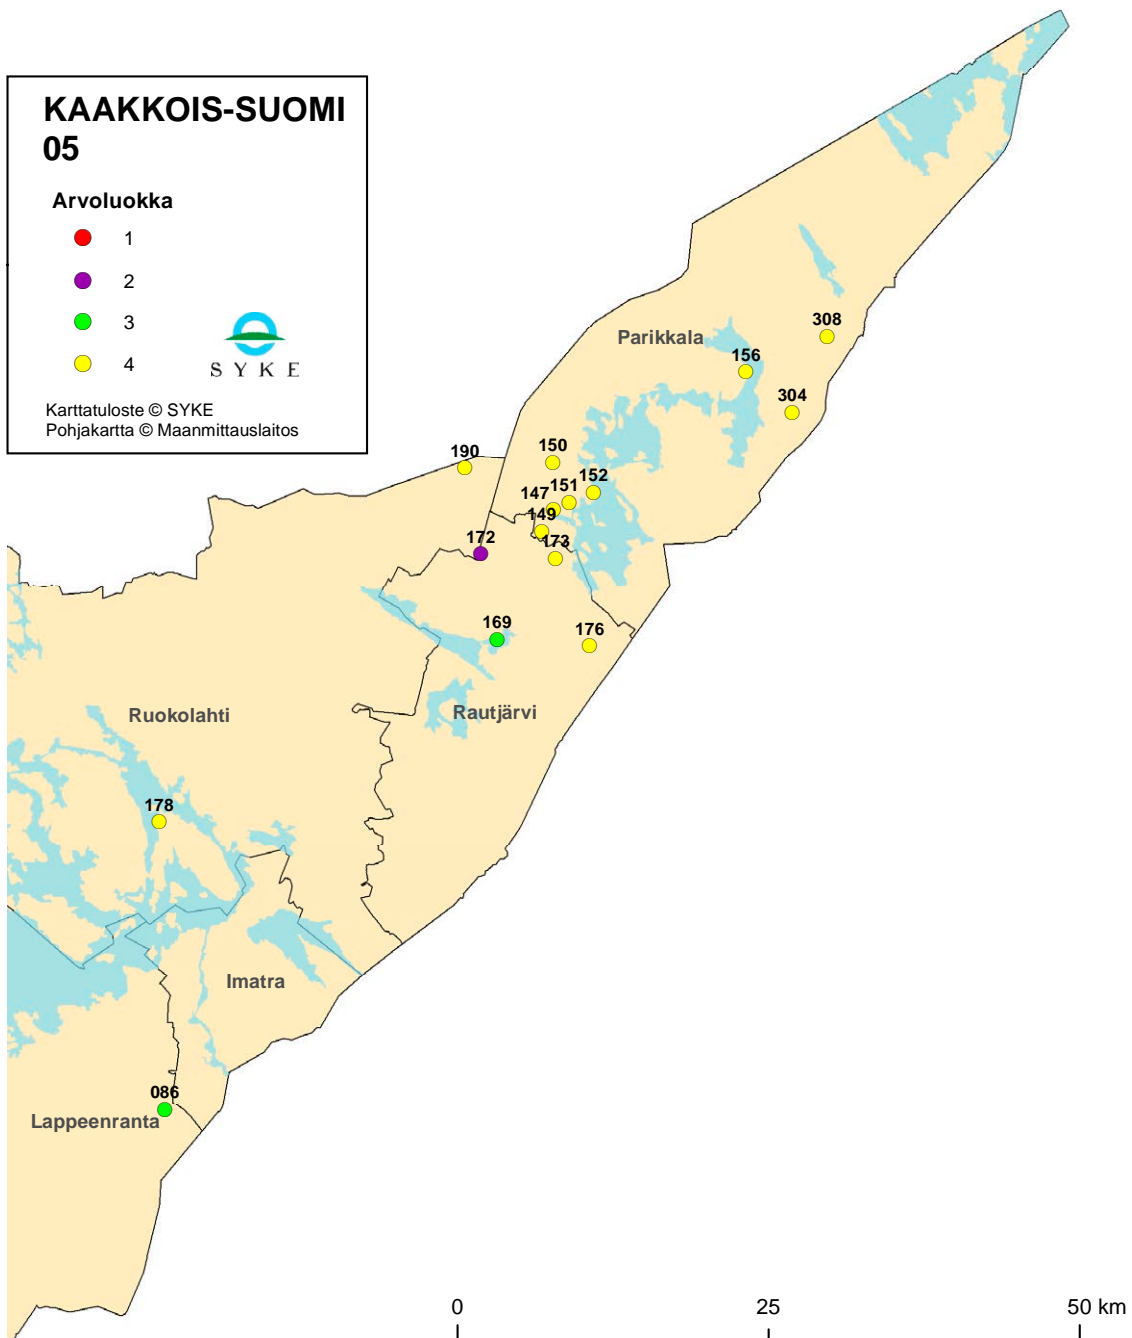 KAAKKOIS-SUOMI
05
Arvoluokka
1
2
3
4
SYKE
Karttatuloste © SYKE
Pohjakartta © Maanmittauslaitos
308
Parikkala
156
304
190
150
152
151
147
149
172
173
169
176
Ruokolahti
Rautjärvi
178
Imatra
086
Lappeenranta
0
25
50 km